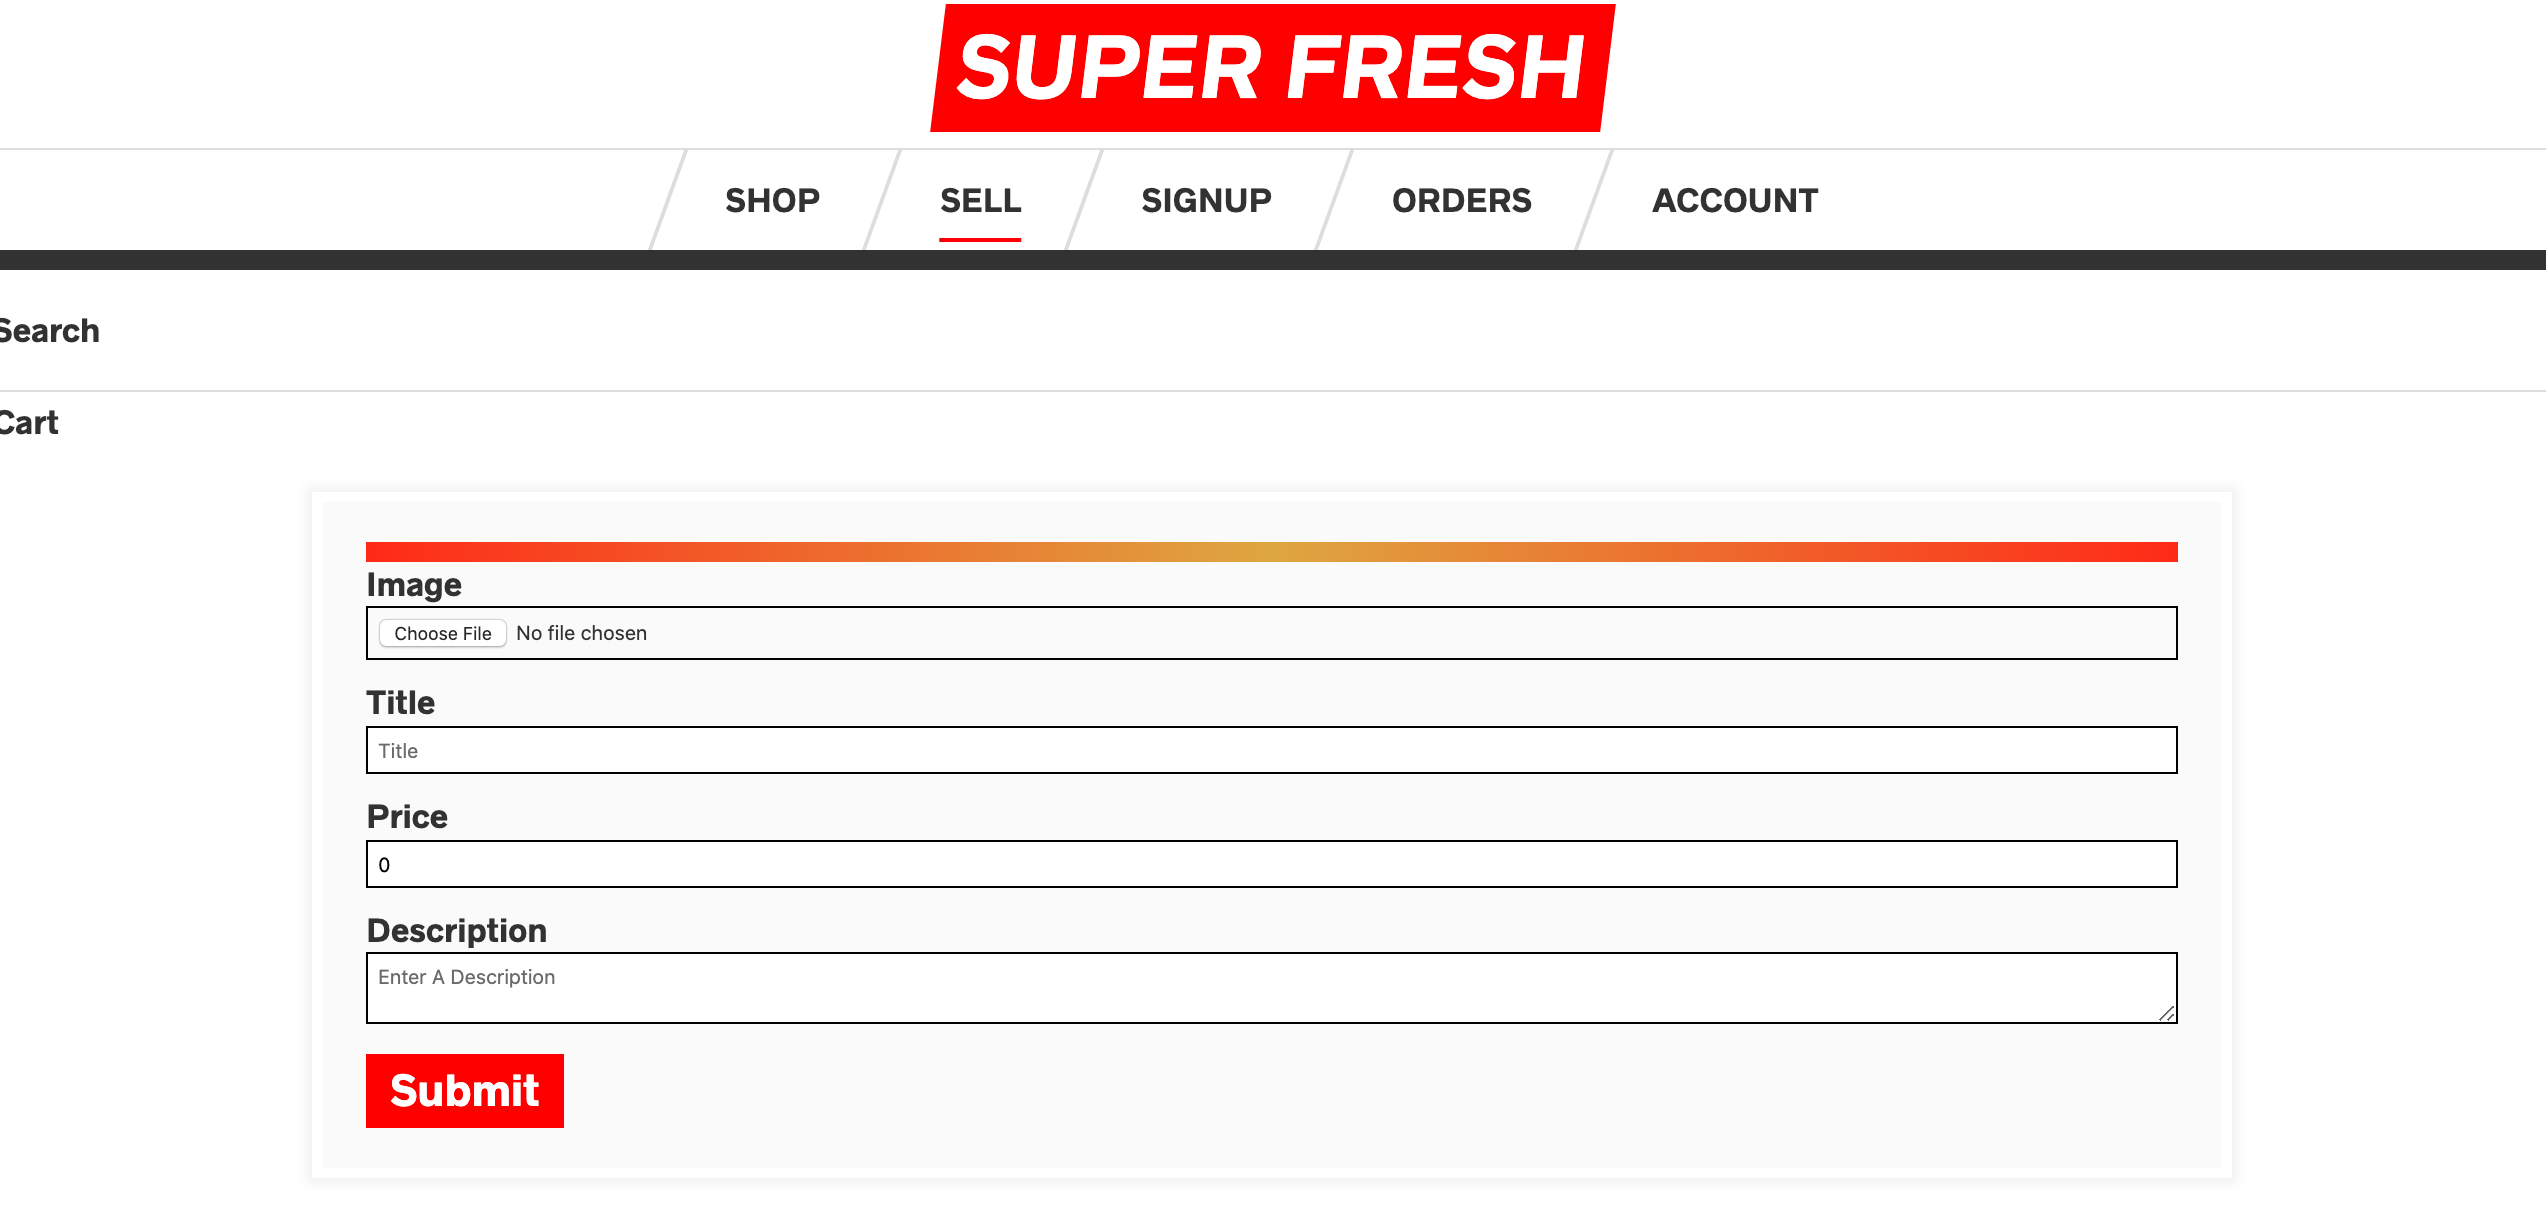 SUPER FRESH
SHOP SELL SIGNUP ORDERS ACCOUNT
Search
Cart
Image
Choose File No file chosen
Title
Title
Price
0
Description
Enter A Description
Submit